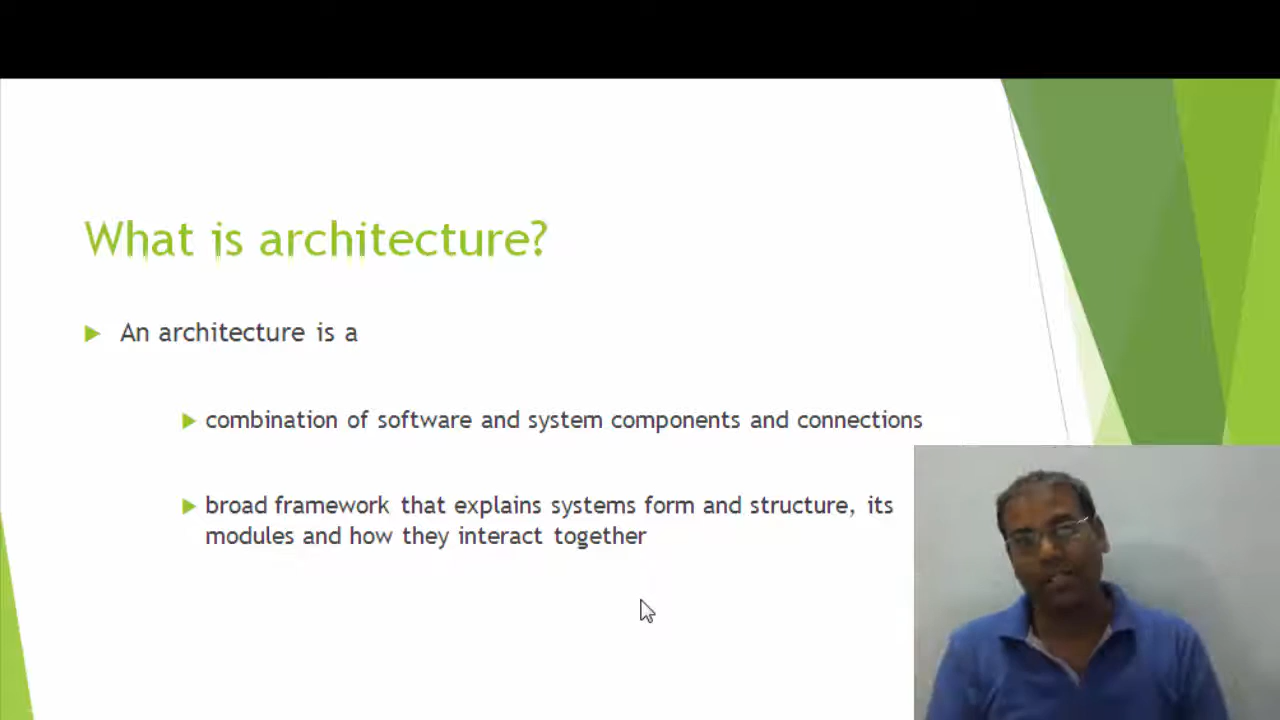 What is architecture?
An architecture is a
combination of software and system components and connections
broad framework that explains systems form and structure, its
modules and how they interact together